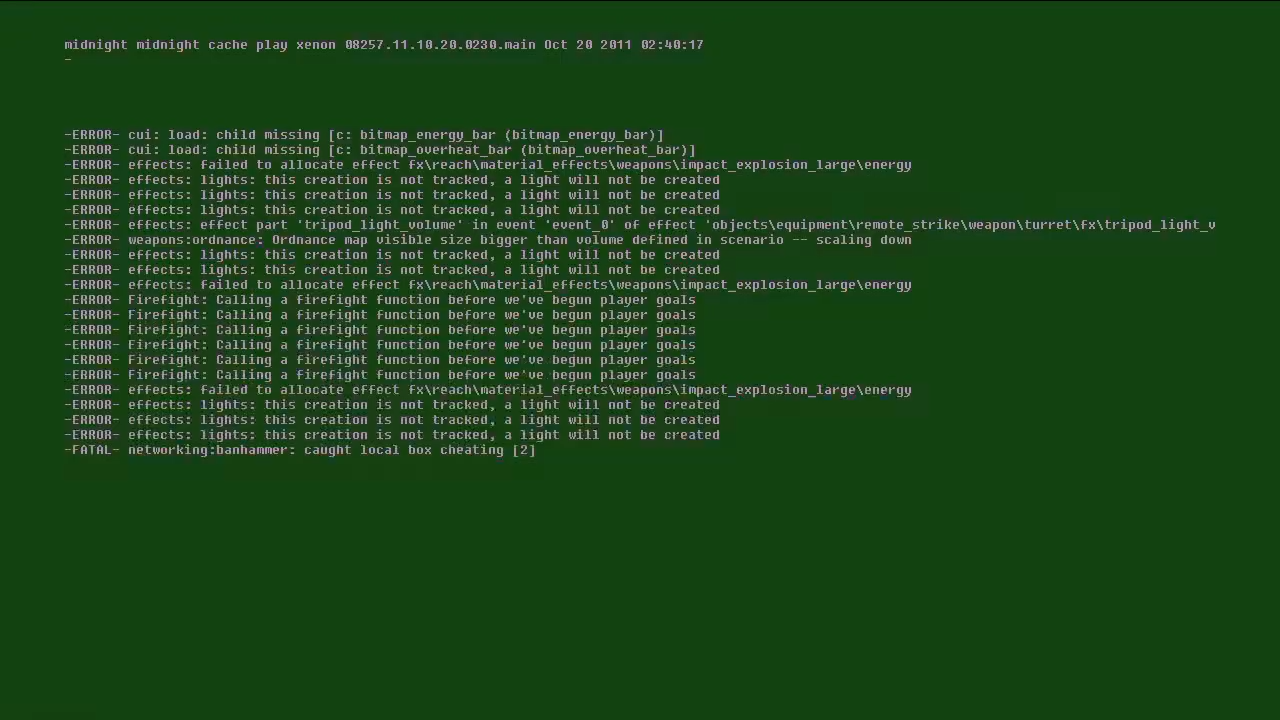 midnight midnight cache play xenon 08257.11.10.20.0230.main Oct 20 2011 02:40:17
_
-ERROR- cui: load: child missing [c: bitmap_energy_bar (bitmap_energy_bar)]
-ERROR- cui: load: child missing [c: bitmap_overheat_bar (bitmap_overheat_bar)]
-ERROR- effects: failed to allocate effect fx\reach\material_effects\weapons\impact_explosion_large\energy
-ERROR- effects: lights: this creation is not tracked, a light will not be created
-ERROR- effects: lights: this creation is not tracked, a light will not be created
-ERROR- effects: lights: this creation is not tracked, a light will not be created
-ERROR- effects: effect part 'tripod_light_volume' in event 'event_0' of effect 'objects\equipment\remote_strike\weapon\turret\fx\tripod_light_v
-ERROR- weapons:ordnance: Ordnance map visible size bigger than volume defined in scenario -- scaling down
-ERROR- effects: lights: this creation is not tracked, a light will not be created
-ERROR- effects: lights: this creation is not tracked, a light will not be created
-ERROR- effects: failed to allocate effect fx\reach\material_effects\weapons\impact_explosion_large\energy
-ERROR- Firefight: Calling a firefight function before we've begun player goals
-ERROR- Firefight: Calling a firefight function before we've begun player goals
-ERROR- Firefight: Calling a firefight function before we've begun player goals
-ERROR- Firefight: Calling a firefight function before we've begun player goals
-ERROR- Firefight: Calling a firefight function before we've begun player goals
-ERROR- Firefight: Calling a firefight function before we've begun player goals
-ERROR- effects: failed to allocate effect fx\reach\material_effects\weapons\impact_explosion_large\energy
-ERROR- effects: lights: this creation is not tracked, a light will not be created
-ERROR- effects: lights: this creation is not tracked, a light will not be created
-ERROR- effects: lights: this creation is not tracked, a light will not be created
-FATAL- networking:banhammer: caught local box cheating [2]